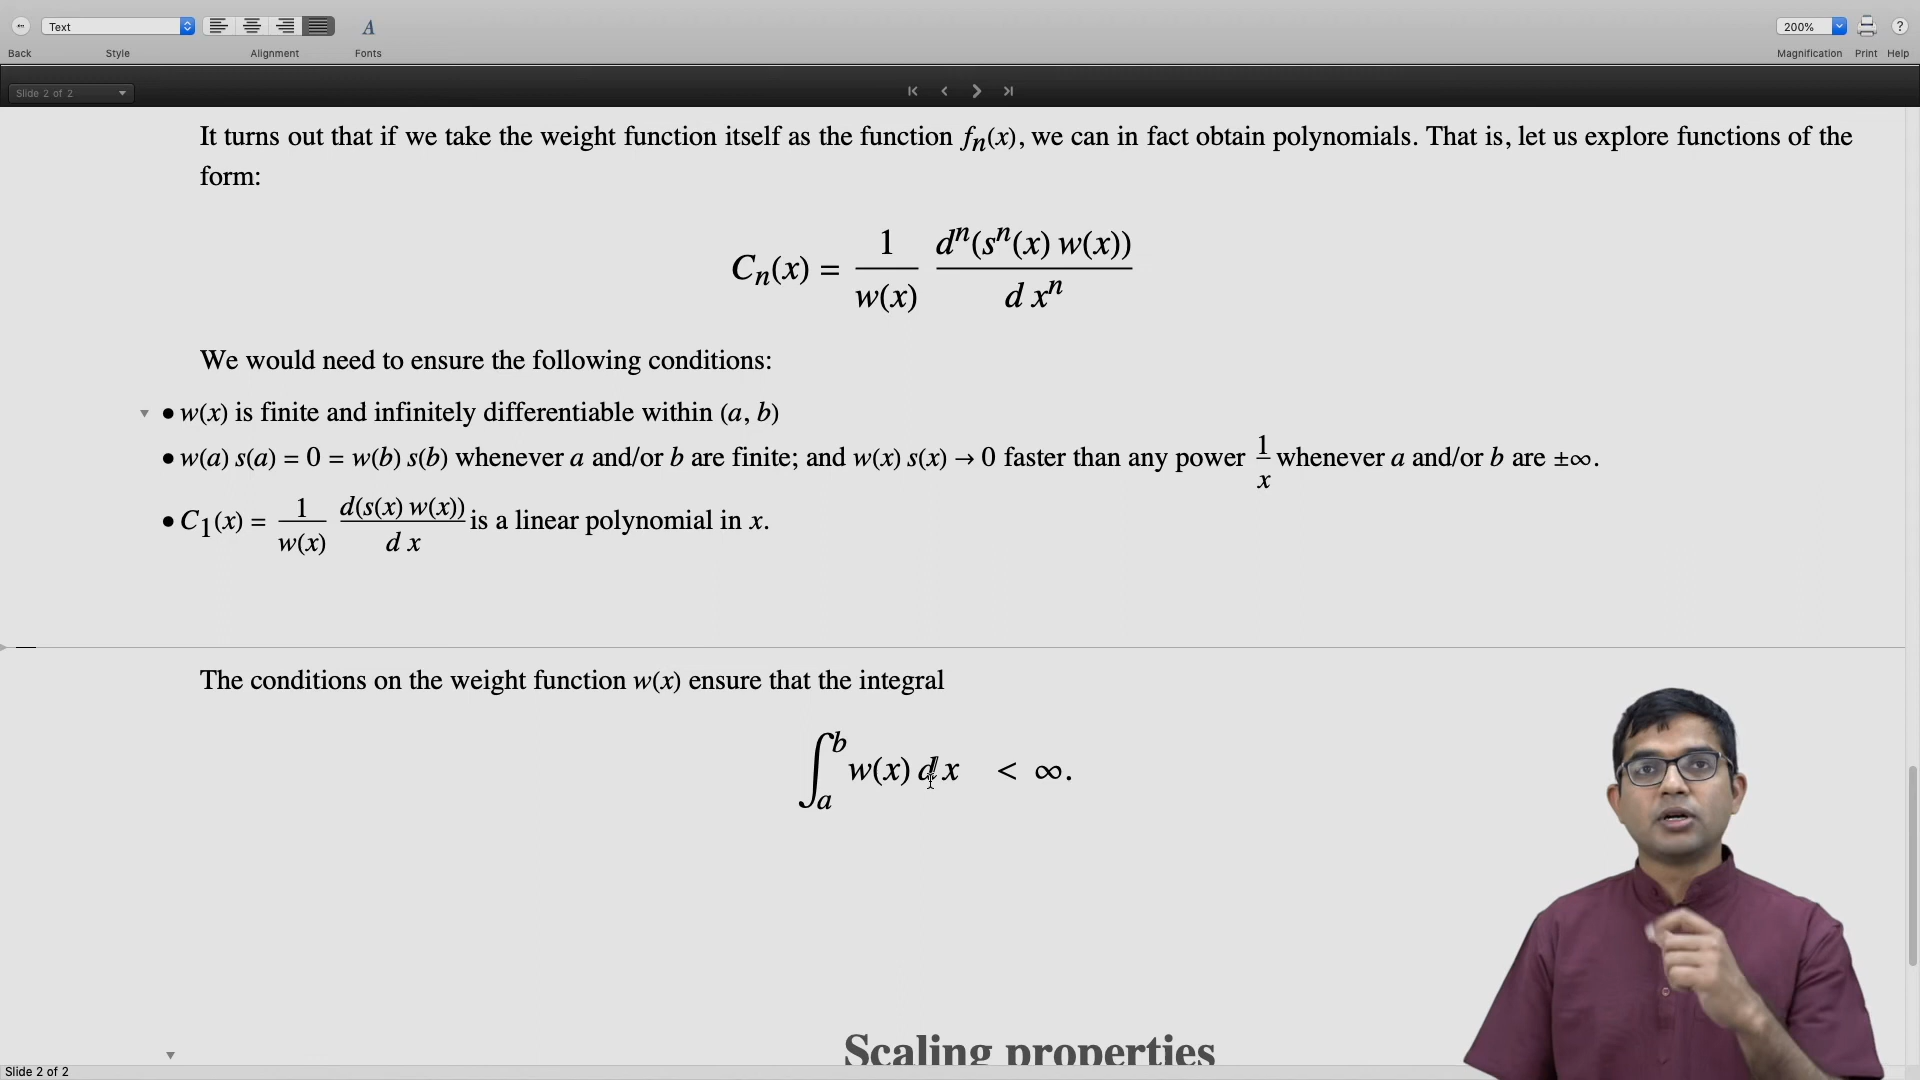 Text
200%
Back Style Alignment Fonts Magnification Print Help
Slide 2 of 2
It turns out that if we take the weight function itself as the function fₙ(x), we can in fact obtain polynomials. That is, let us explore functions of the
form:
Cₙ(x) = 1/w(x) dⁿ(sⁿ(x) w(x))/d xⁿ
We would need to ensure the following conditions:
• w(x) is finite and infinitely differentiable within (a, b)
• w(a) s(a) = 0 = w(b) s(b) whenever a and/or b are finite; and w(x) s(x) → 0 faster than any power 1/x whenever a and/or b are ±∞.
• C₁(x) = 1/w(x) d(s(x) w(x))/d x is a linear polynomial in x.
The conditions on the weight function w(x) ensure that the integral
∫ₐᵇ w(x) d x < ∞.
Scaling properties
Slide 2 of 2